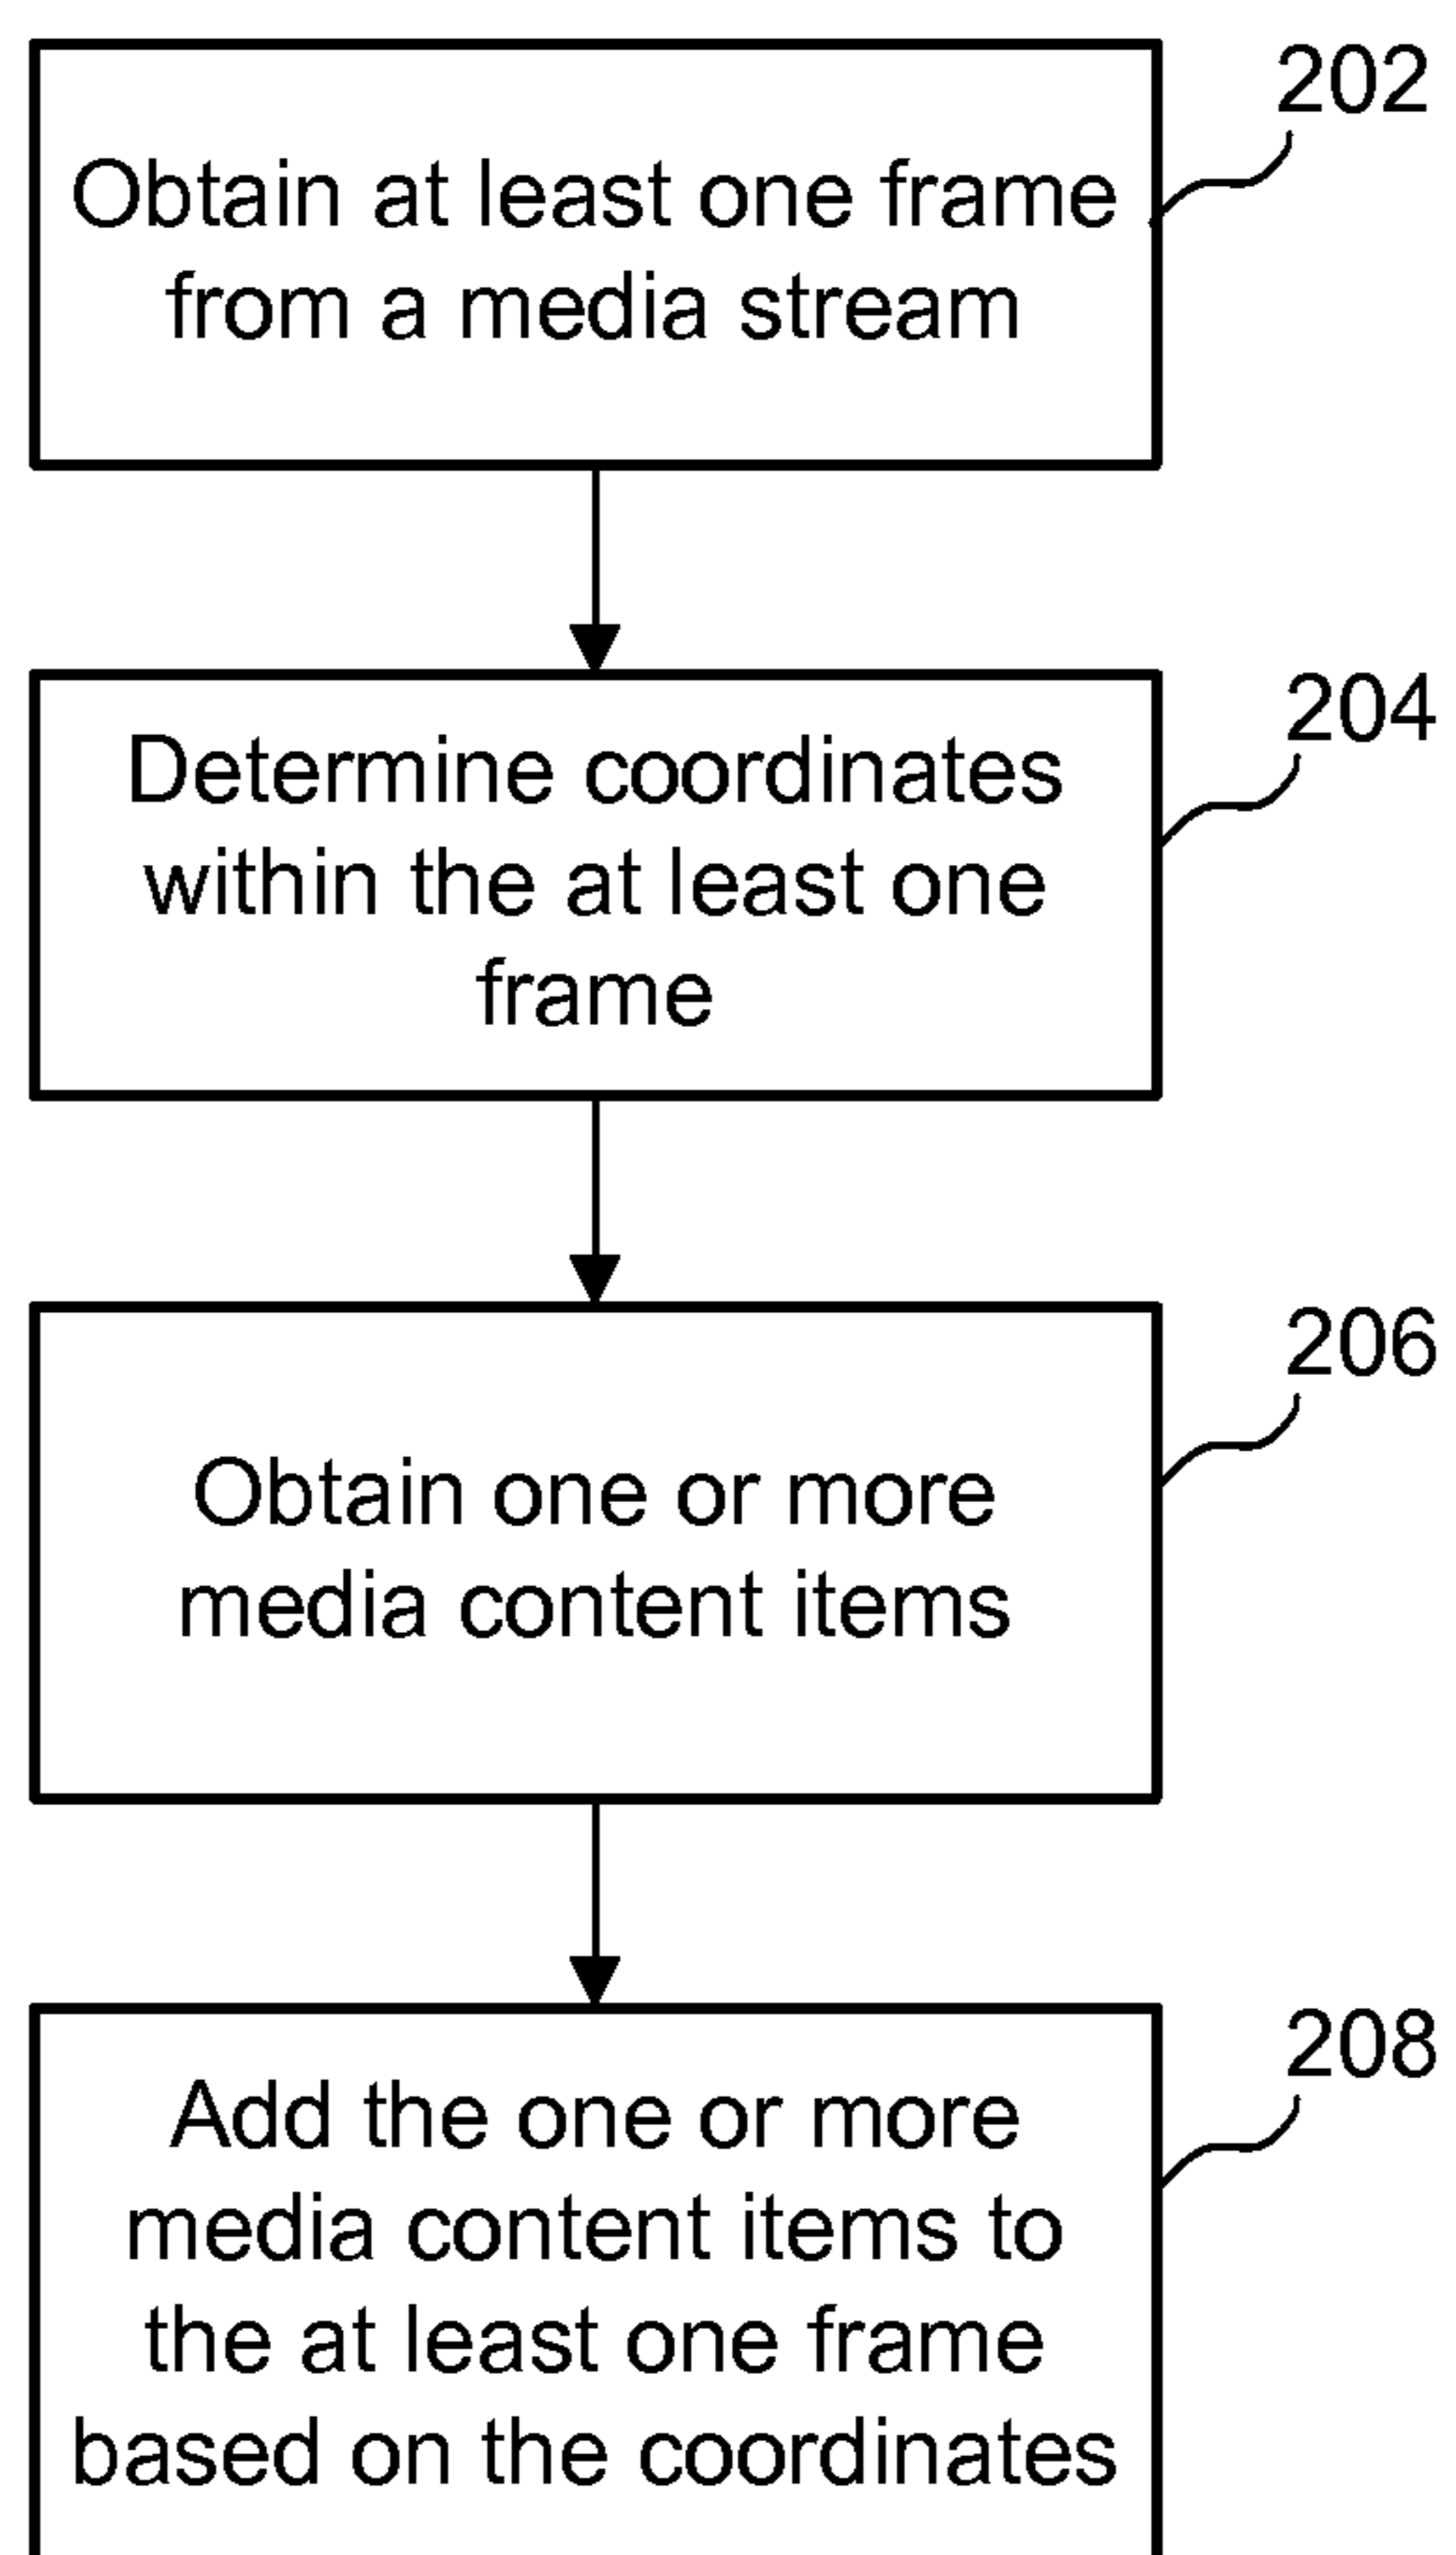 202
Obtain at least one frame
from a media stream
204
Determine coordinates
within the at least one
frame
206
Obtain one or more
media content items
208
Add the one or more
media content items to
the at least one frame
based on the coordinates